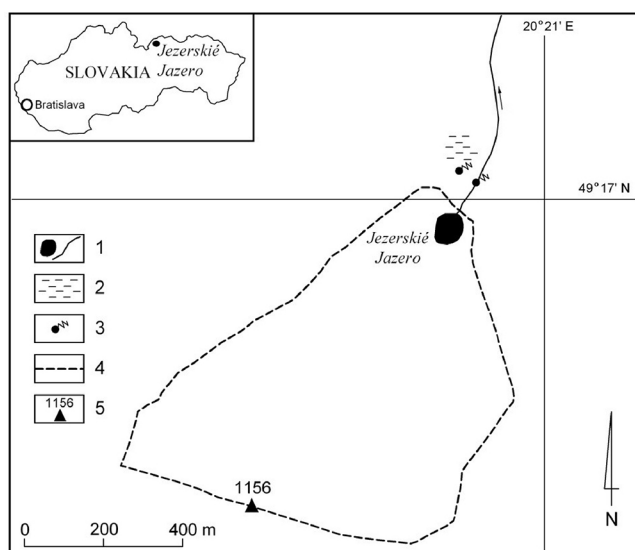 Jezerskié
Jazero
SLOVAKIA
Bratislava
20°21' E
49°17' N
Jezerskié
Jazero
1
2
3
4
1156
5
1156
0 200 400 m
N